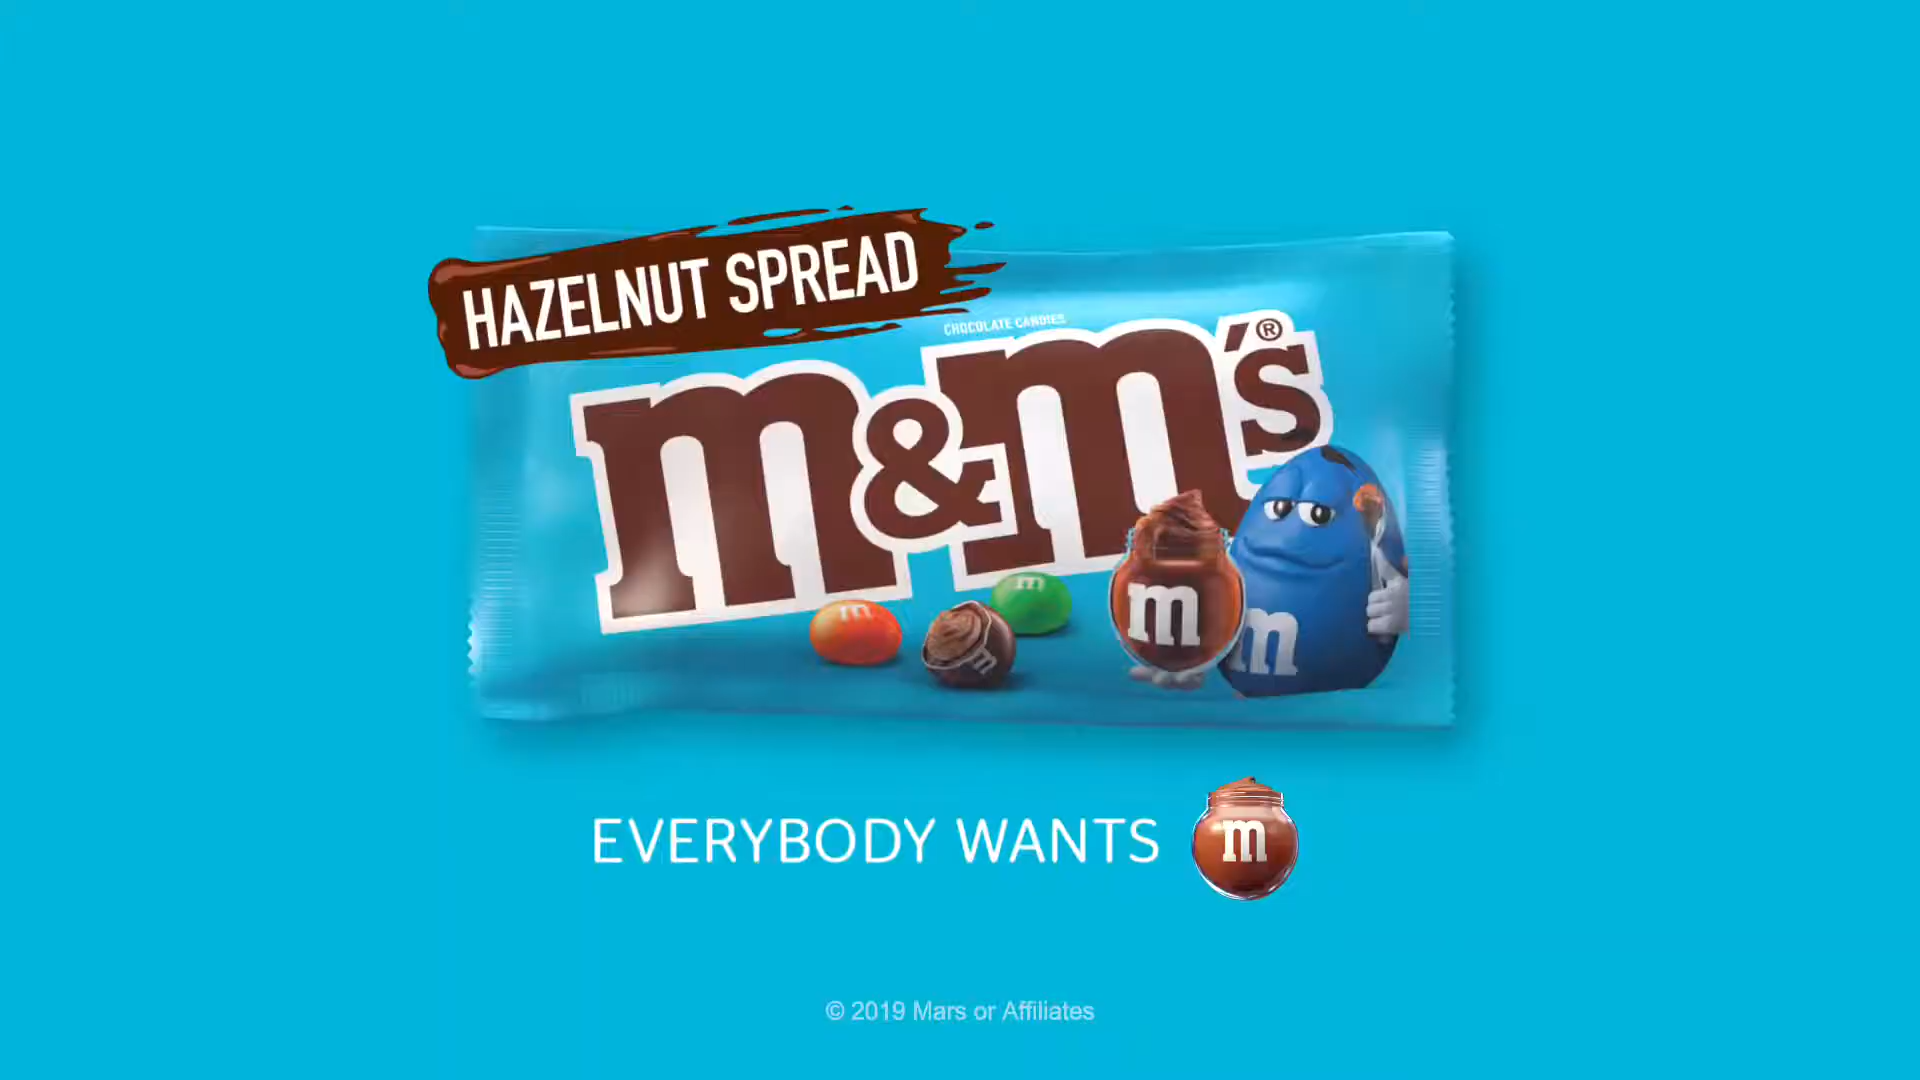 HAZELNUT SPREAD
CHOCOLATE CANDIES
m&m's®
m
m
m
m
m
EVERYBODY WANTS m
© 2019 Mars or Affiliates